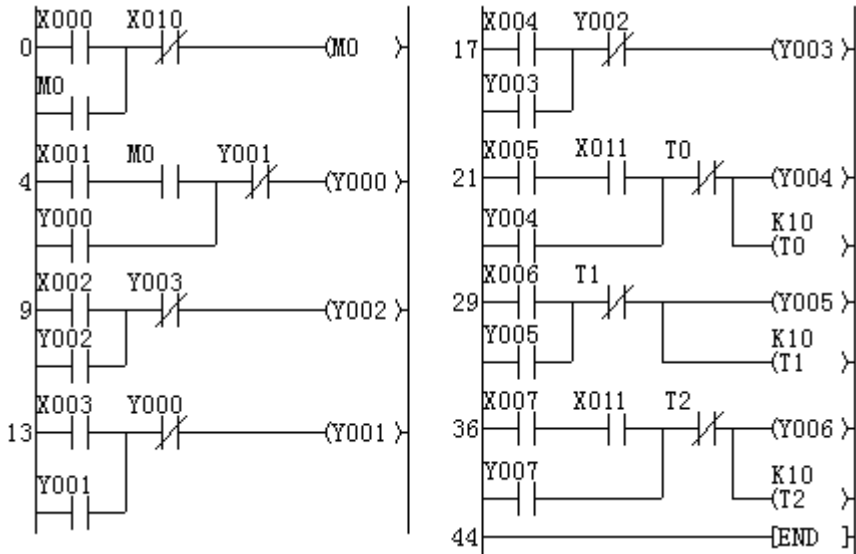 X000 X010
0 (M0)
M0
X001 M0 Y001
4 (Y000)
Y000
X002 Y003
9 (Y002)
Y002
X003 Y000
13 (Y001)
Y001
X004 Y002
17 (Y003)
Y003
X005 X011 T0
21 (Y004)
Y004 K10
(T0)
X006 T1
29 (Y005)
Y005 K10
(T1)
X007 X011 T2
36 (Y006)
Y007 K10
(T2)
44 [END]